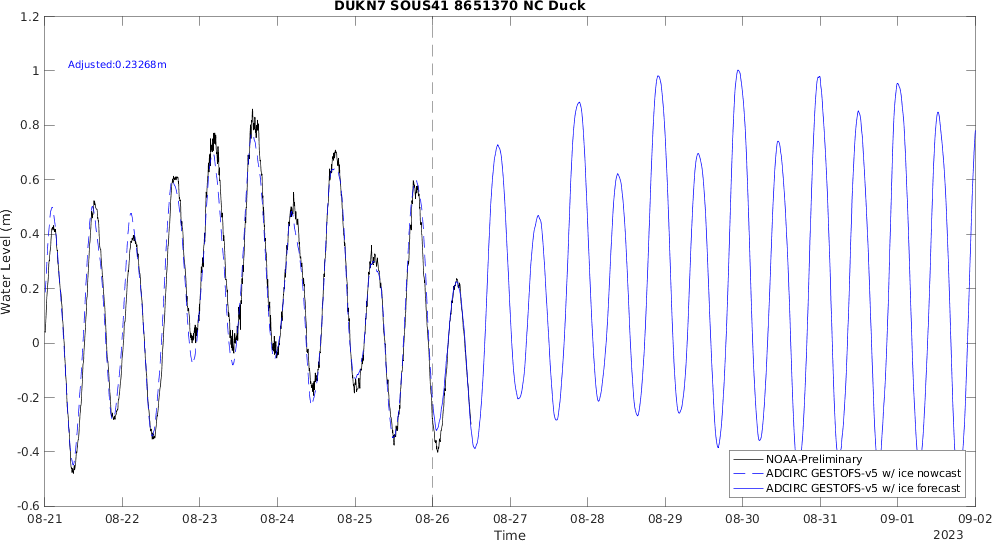 DUKN7 SOUS41 8651370 NC Duck
Adjusted:0.23268m
Water Level (m)
1.2
1
0.8
0.6
0.4
0.2
0
-0.2
-0.4
-0.6
NOAA-Preliminary
ADCIRC GESTOFS-v5 w/ ice nowcast
ADCIRC GESTOFS-v5 w/ ice forecast
08-21 08-22 08-23 08-24 08-25 08-26 08-27 08-28 08-29 08-30 08-31 09-01 09-02
Time
2023